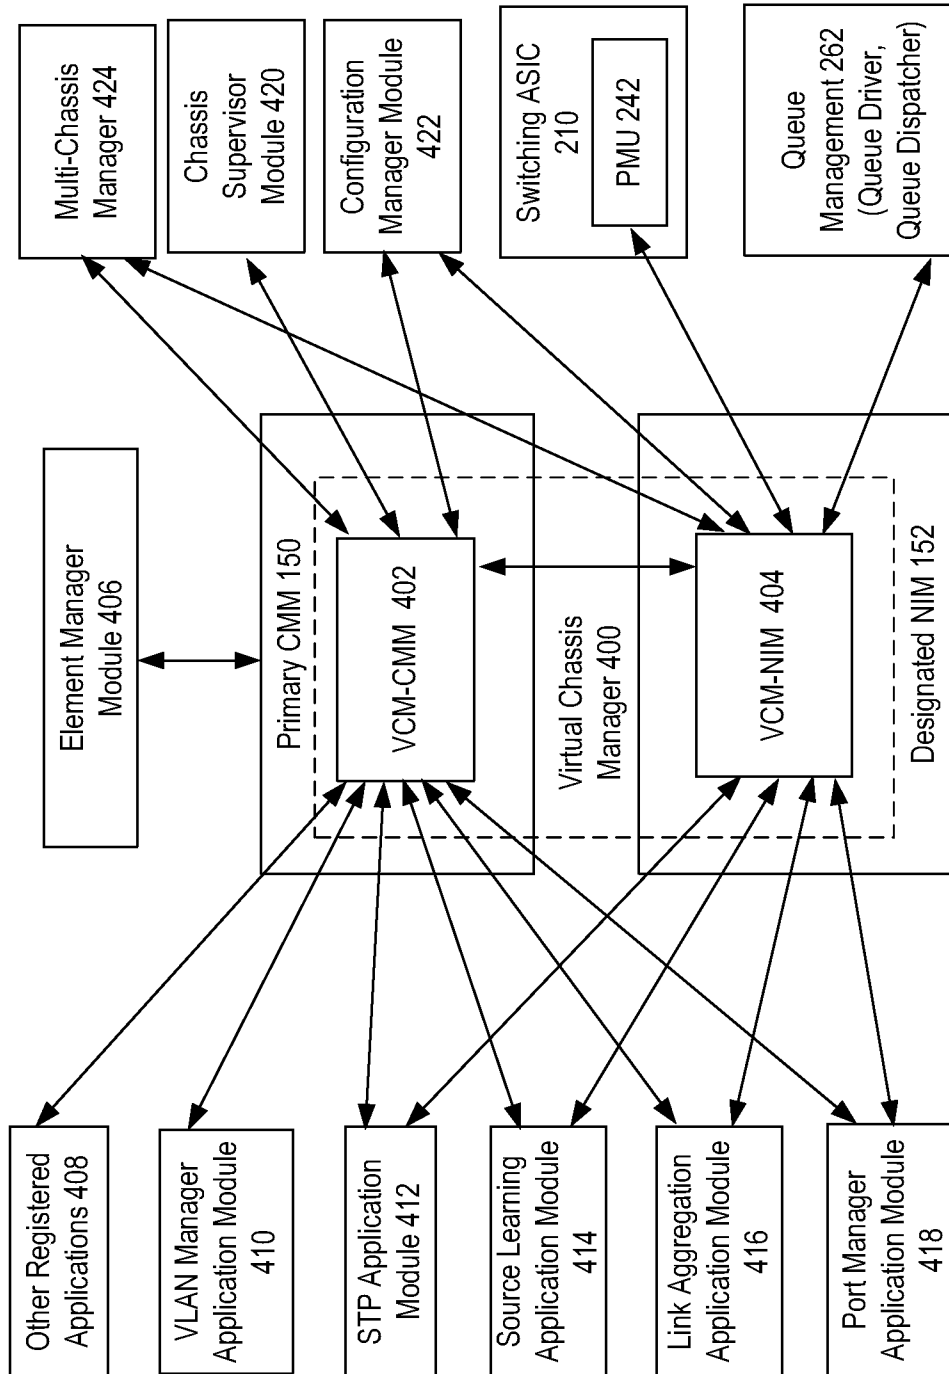 Other Registered
Applications 408
VLAN Manager
Application Module
410
STP Application
Module 412
Source Learning
Application Module
414
Link Aggregation
Application Module
416
Port Manager
Application Module
418
Element Manager
Module 406
Primary CMM 150
VCM-CMM 402
Virtual Chassis
Manager 400
VCM-NIM 404
Designated NIM 152
Multi-Chassis
Manager 424
Chassis
Supervisor
Module 420
Configuration
Manager Module
422
Switching ASIC
210
PMU 242
Queue
Management 262
(Queue Driver,
Queue Dispatcher)